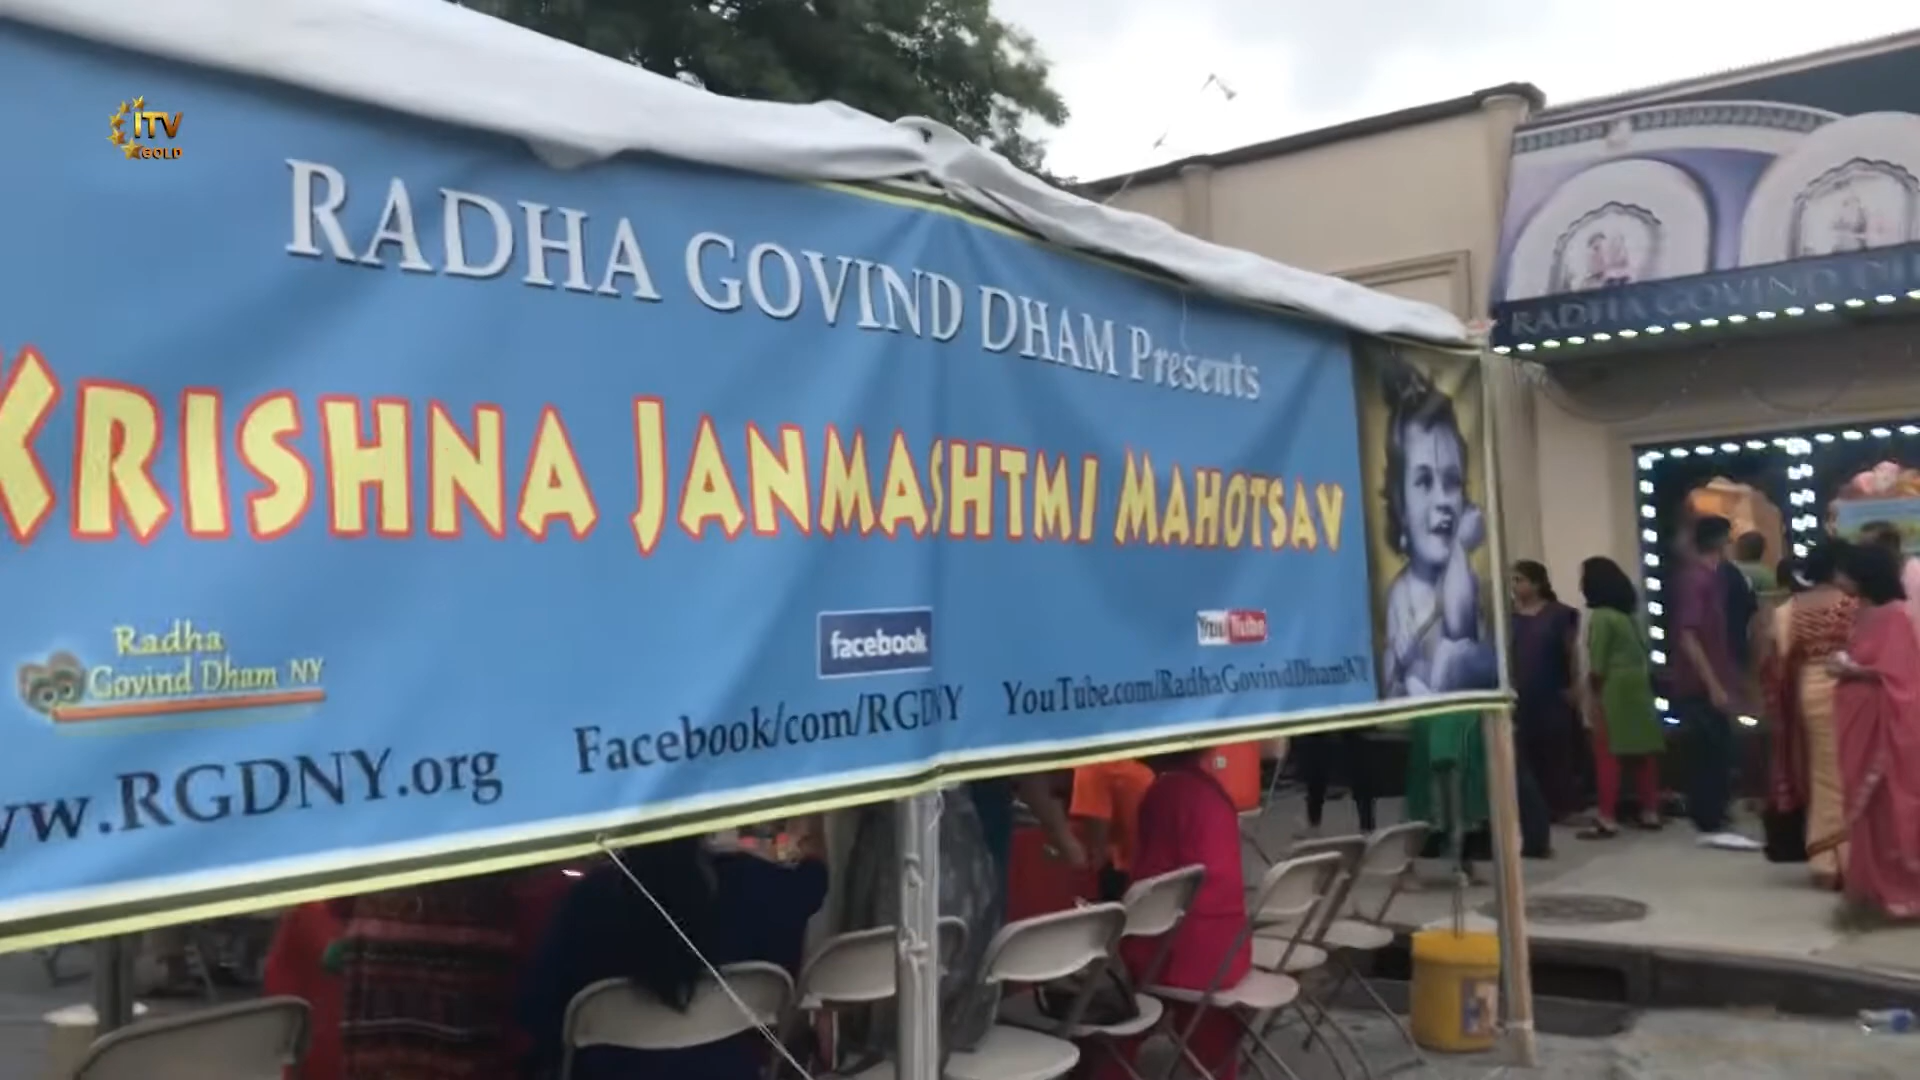 ITV
GOLD
RADHA GOVIND DHAM Presents
KRISHNA JANMASHTMI MAHOTSAV
Radha
Govind Dham NY
facebook
YouTube
www.RGDNY.org
Facebook/com/RGDNY
YouTube.com/RadhaGovindDhamNY
RADHA GOVIND